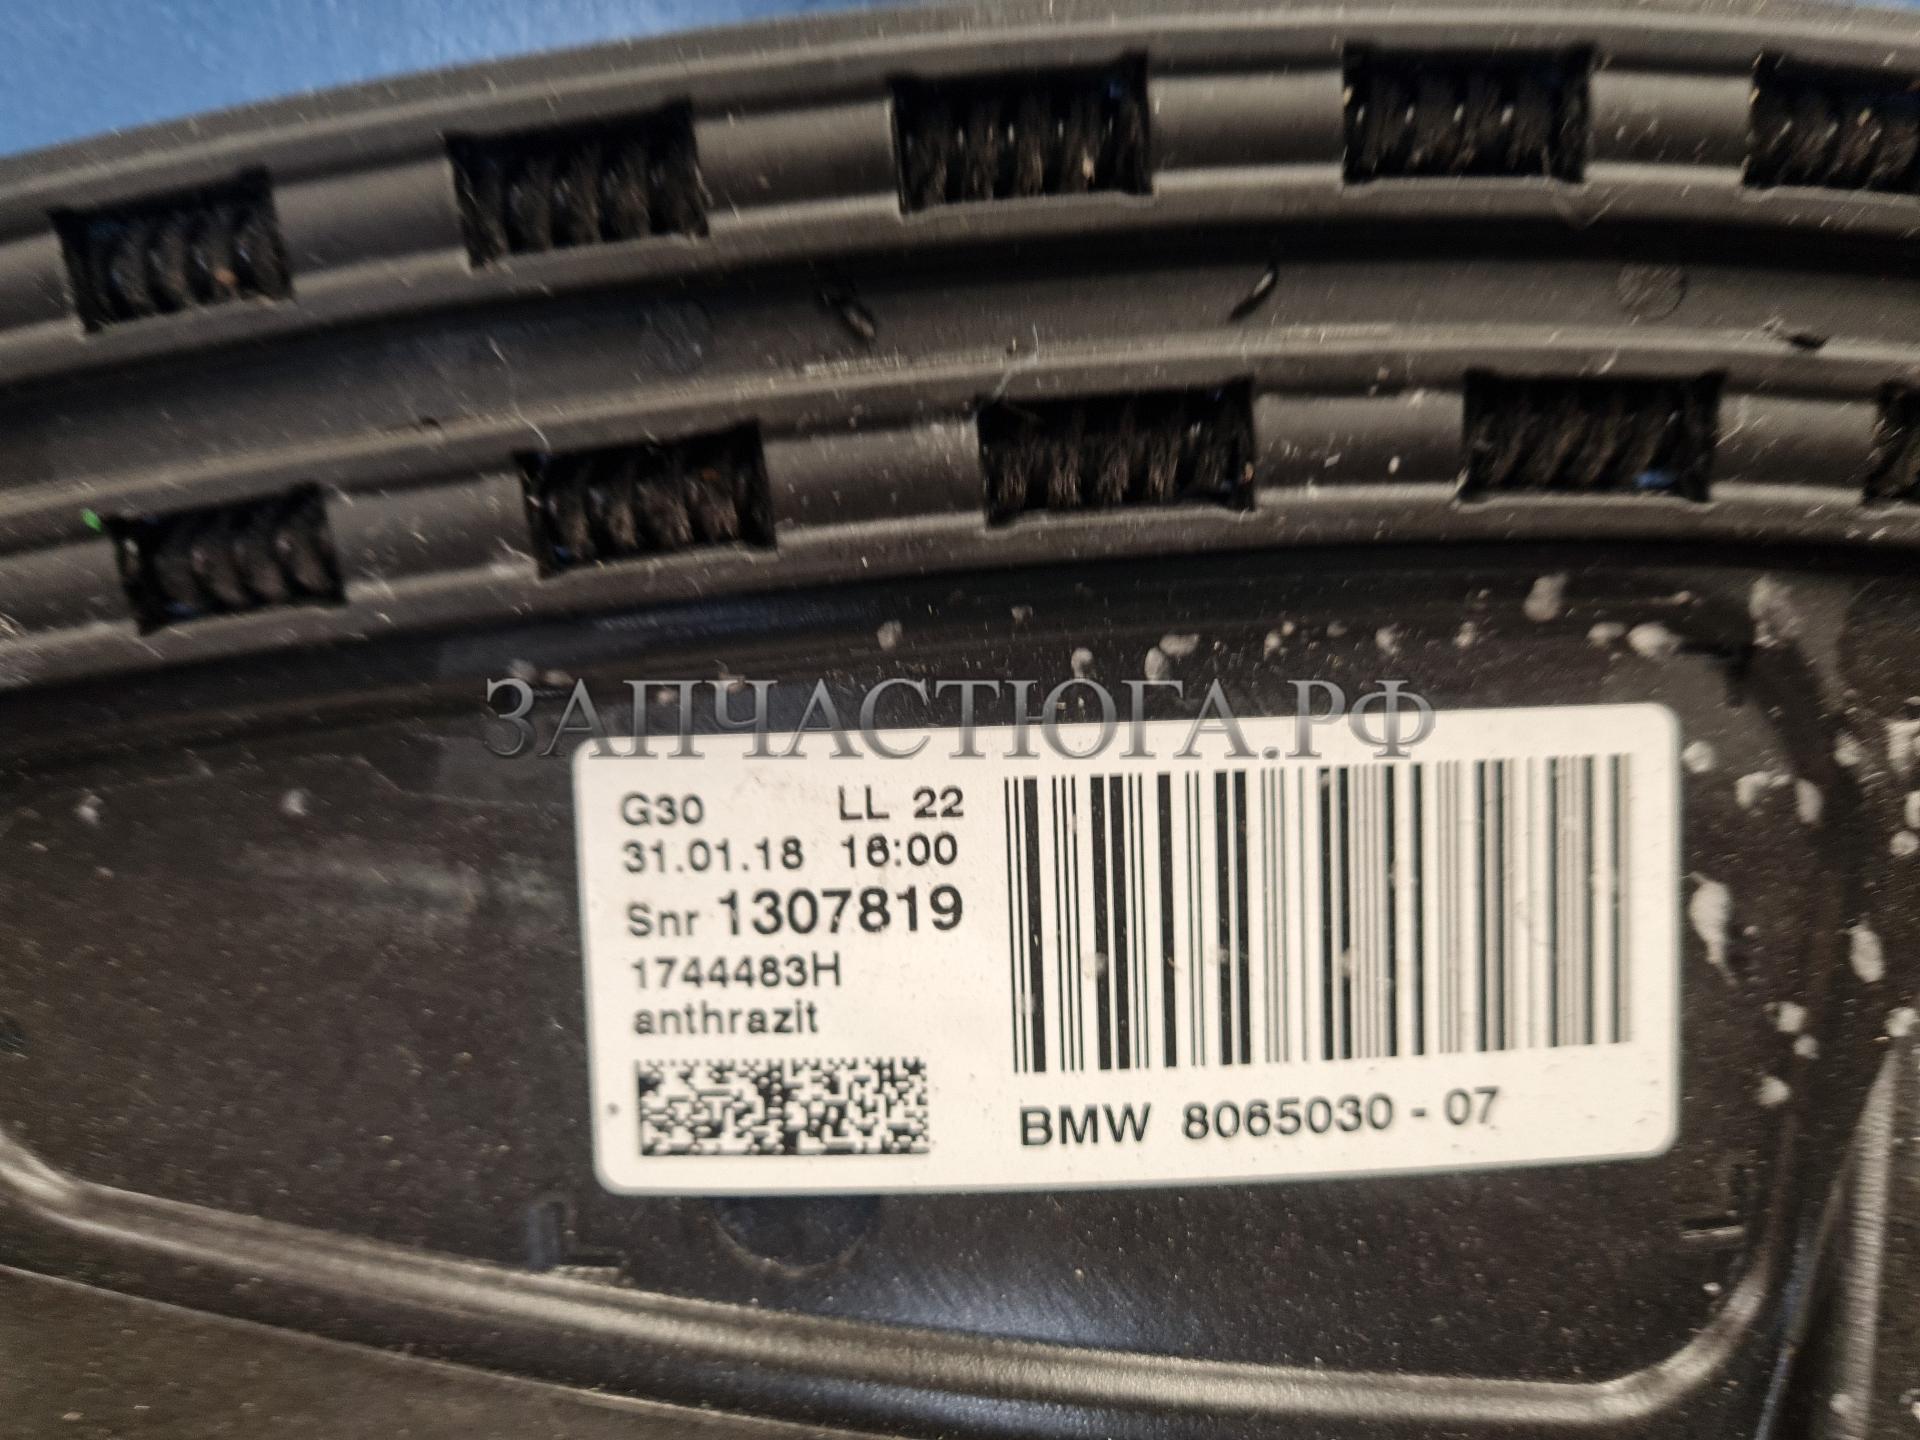 ЗАПЧАСТЮГА.РФ
G30 LL 22
31.01.18 16:00
Snr 1307819
1744483H
anthrazit
BMW 8065030 - 07